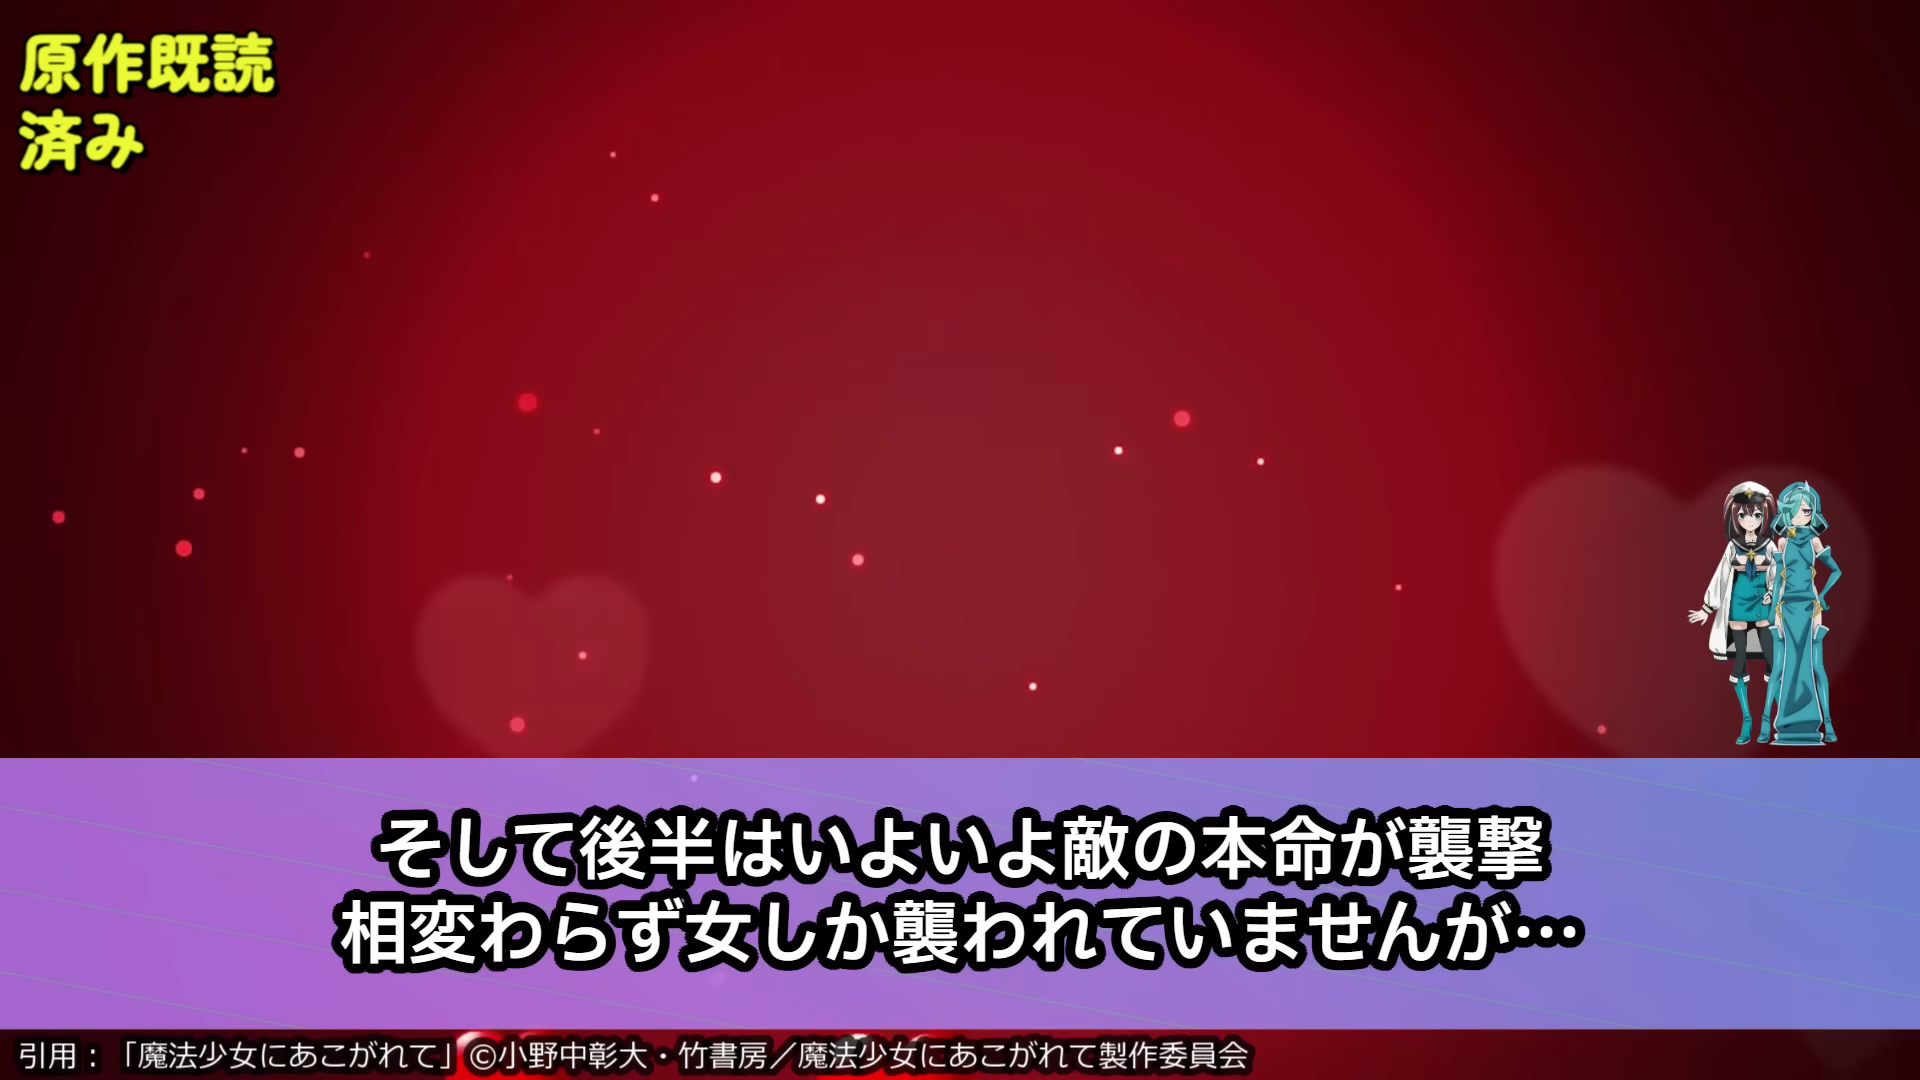 原作既読
済み
そして後半はいよいよ敵の本命が襲撃
相変わらず女しか襲われていませんが…
引用：「魔法少女にあこがれて」©小野中彰大・竹書房／魔法少女にあこがれて製作委員会